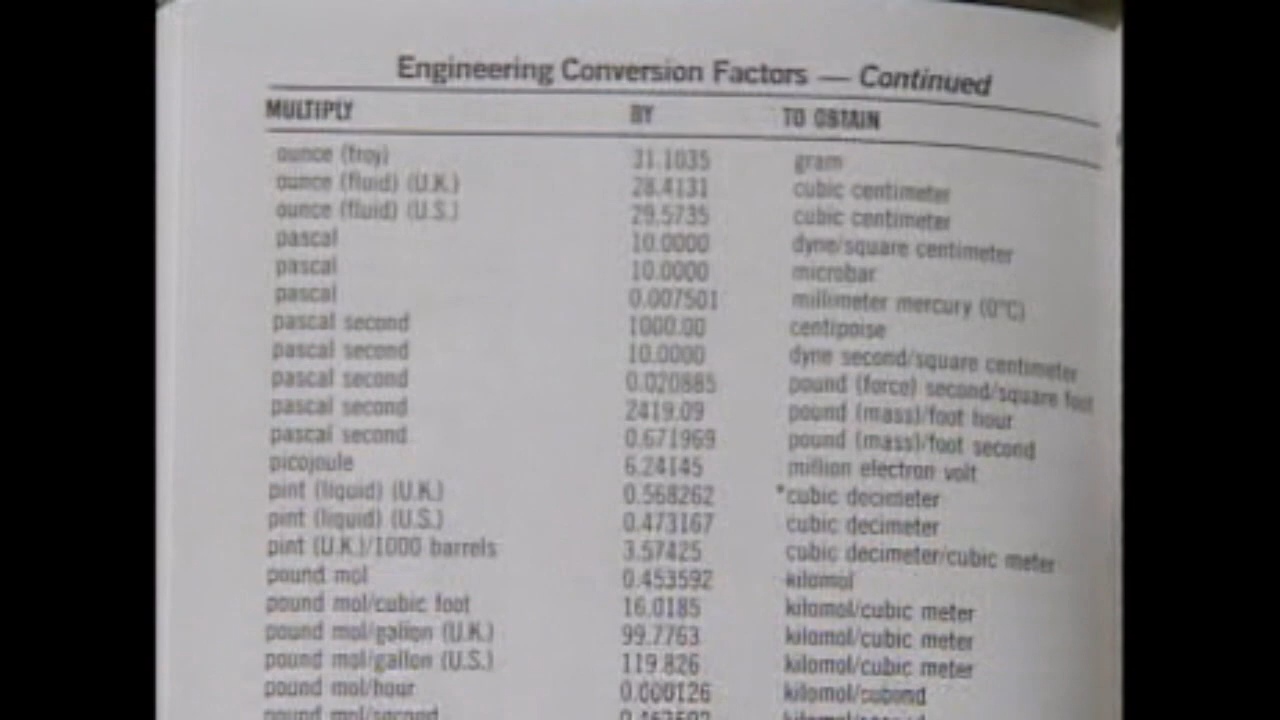 Engineering Conversion Factors — Continued
MULTIPLY BY TO OBTAIN
ounce (troy) 31.1035 gram
ounce (fluid) (U.K.) 28.4131 cubic centimeter
ounce (fluid) (U.S.) 29.5735 cubic centimeter
pascal 10.0000 dyne/square centimeter
pascal 10.0000 microbar
pascal 0.007501 millimeter mercury (0°C)
pascal second 1000.00 centipoise
pascal second 10.0000 dyne second/square centimeter
pascal second 0.020885 pound (force) second/square foot
pascal second 2419.09 pound (mass)/foot hour
pascal second 0.671969 pound (mass)/foot second
picojoule 6.24145 million electron volt
pint (liquid) (U.K.) 0.568262 *cubic decimeter
pint (liquid) (U.S.) 0.473167 cubic decimeter
pint (U.K.)/1000 barrels 3.57425 cubic decimeter/cubic meter
pound mol 0.453592 kilomol
pound mol/cubic foot 16.0185 kilomol/cubic meter
pound mol/gallon (U.K.) 99.7763 kilomol/cubic meter
pound mol/gallon (U.S.) 119.826 kilomol/cubic meter
pound mol/hour 0.000126
pound mol/second